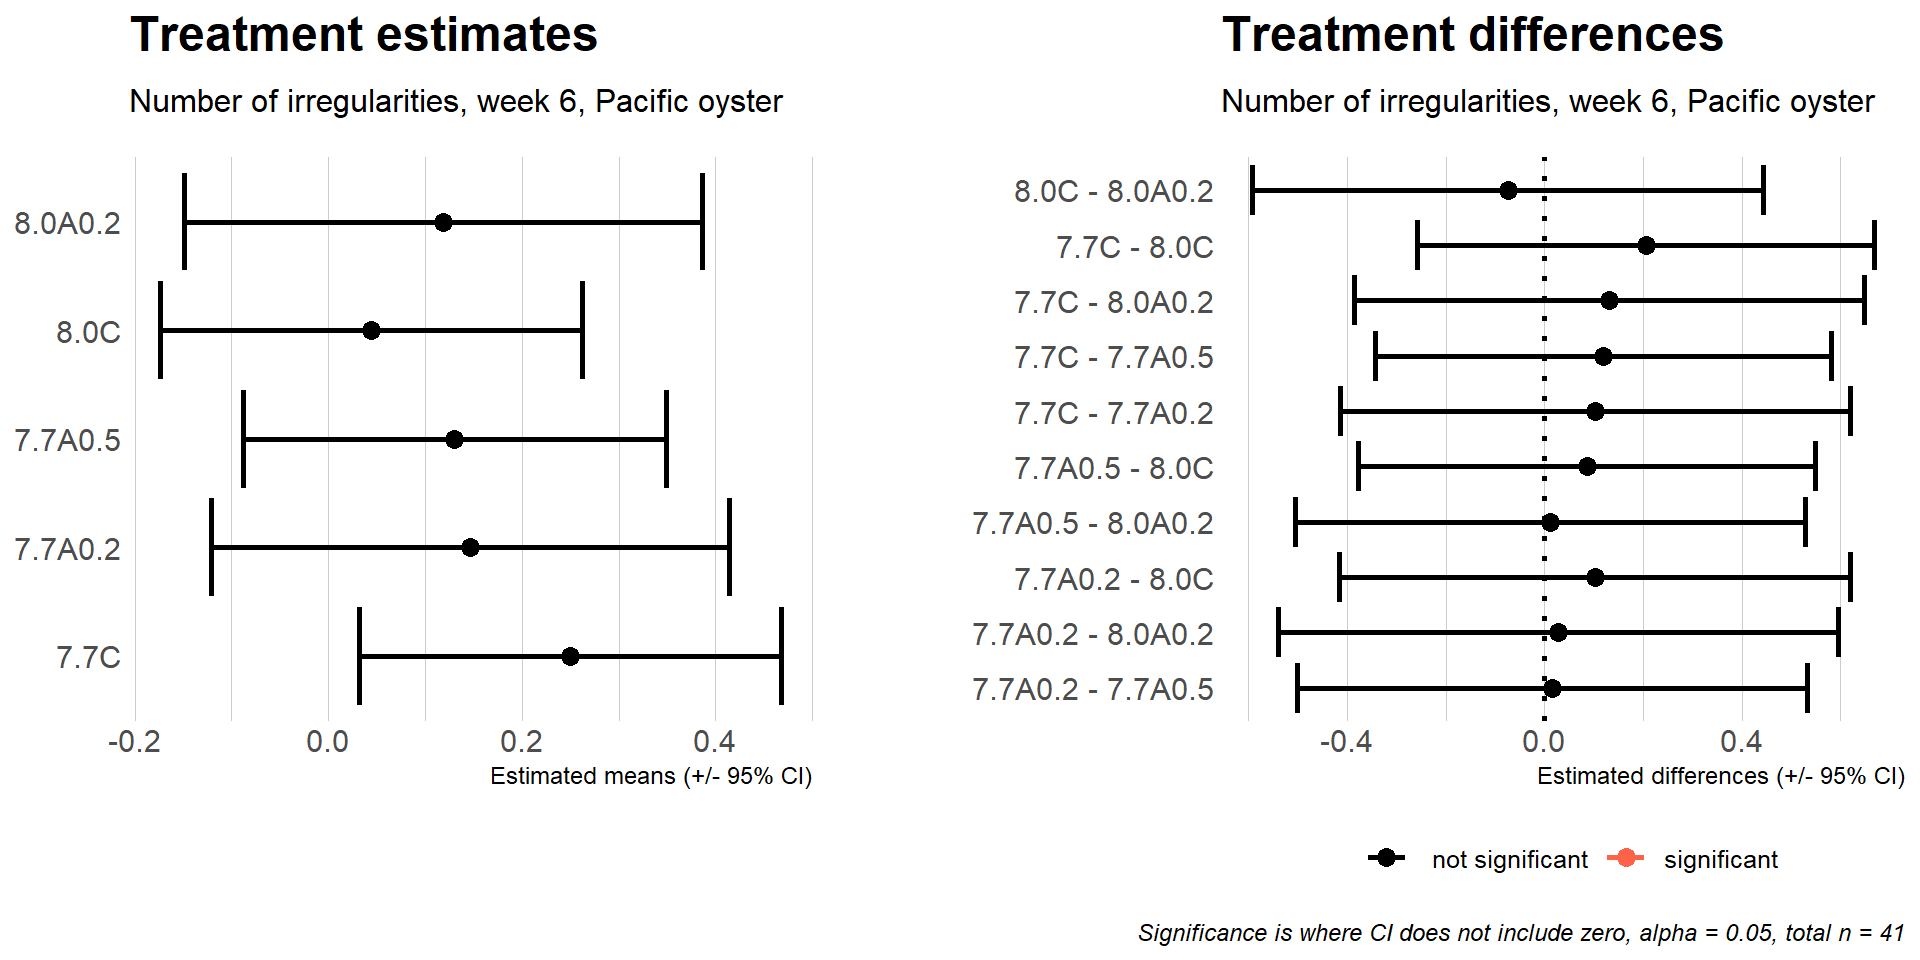 Treatment estimates
Number of irregularities, week 6, Pacific oyster
8.0A0.2
8.0C
7.7A0.5
7.7A0.2
7.7C
-0.2 0.0 0.2 0.4
Estimated means (+/- 95% CI)
Treatment differences
Number of irregularities, week 6, Pacific oyster
8.0C - 8.0A0.2
7.7C - 8.0C
7.7C - 8.0A0.2
7.7C - 7.7A0.5
7.7C - 7.7A0.2
7.7A0.5 - 8.0C
7.7A0.5 - 8.0A0.2
7.7A0.2 - 8.0C
7.7A0.2 - 8.0A0.2
7.7A0.2 - 7.7A0.5
-0.4 0.0 0.4
Estimated differences (+/- 95% CI)
not significant significant
Significance is where CI does not include zero, alpha = 0.05, total n = 41